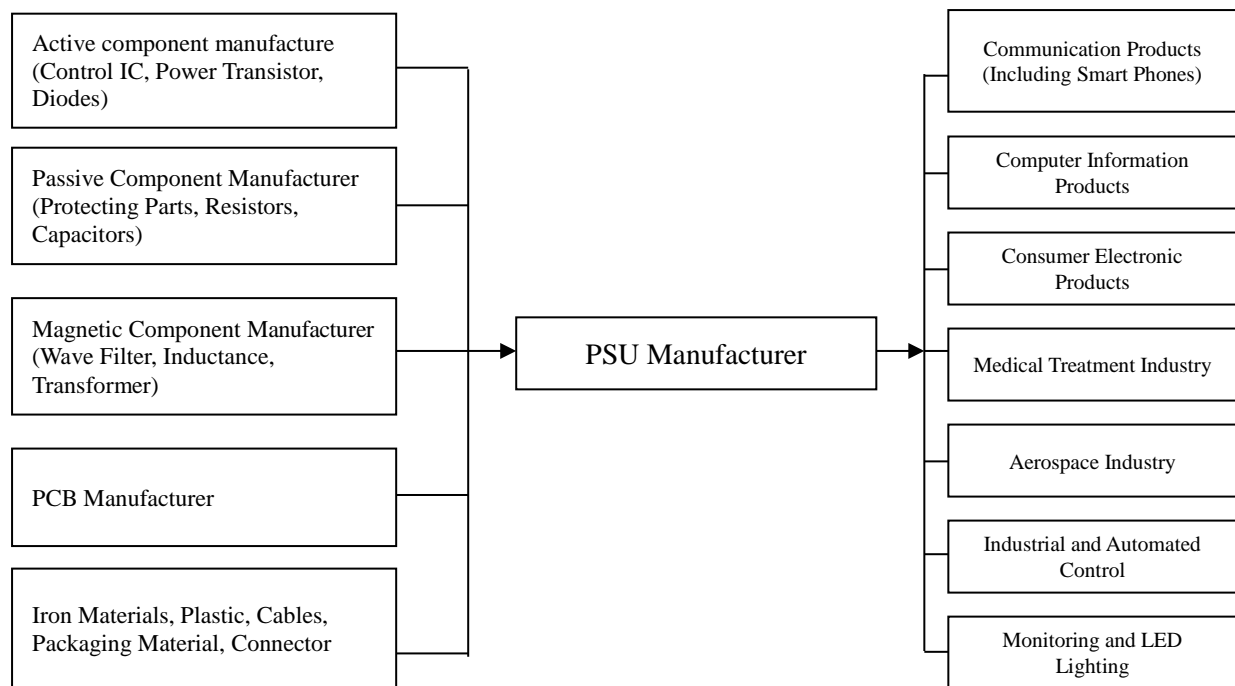 Active component manufacture
(Control IC, Power Transistor,
Diodes)
Passive Component Manufacturer
(Protecting Parts, Resistors,
Capacitors)
Magnetic Component Manufacturer
(Wave Filter, Inductance,
Transformer)
PCB Manufacturer
Iron Materials, Plastic, Cables,
Packaging Material, Connector
PSU Manufacturer
Communication Products
(Including Smart Phones)
Computer Information
Products
Consumer Electronic
Products
Medical Treatment Industry
Aerospace Industry
Industrial and Automated
Control
Monitoring and LED
Lighting